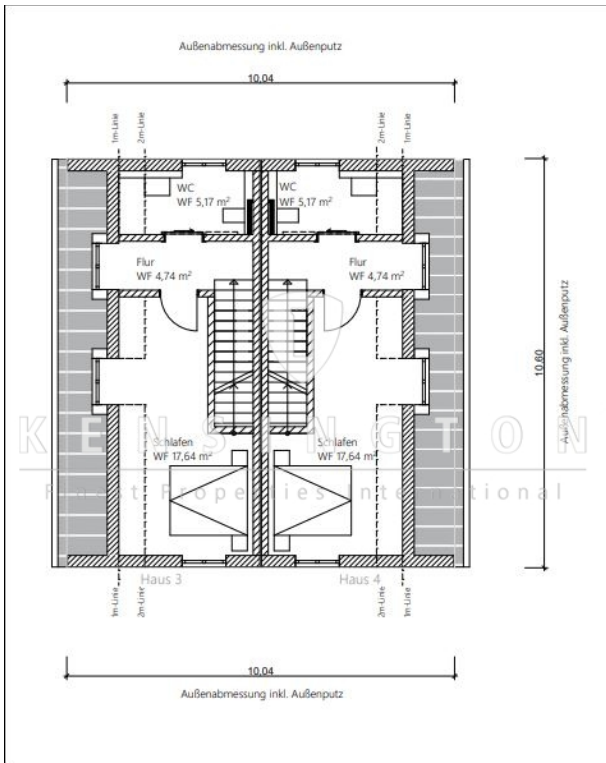 Außenabmessung inkl. Außenputz
10,04
1m-Linie
2m-Linie
2m-Linie
1m-Linie
WC
WF 5,17 m²
WC
WF 5,17 m²
Flur
WF 4,74 m²
Flur
WF 4,74 m²
10,60
Außenabmessung inkl. Außenputz
KENSINGTON
Schlafen
WF 17,64 m²
Schlafen
WF 17,64 m²
Finest Properties International
Haus 3
Haus 4
1m-Linie
2m-Linie
2m-Linie
1m-Linie
10,04
Außenabmessung inkl. Außenputz